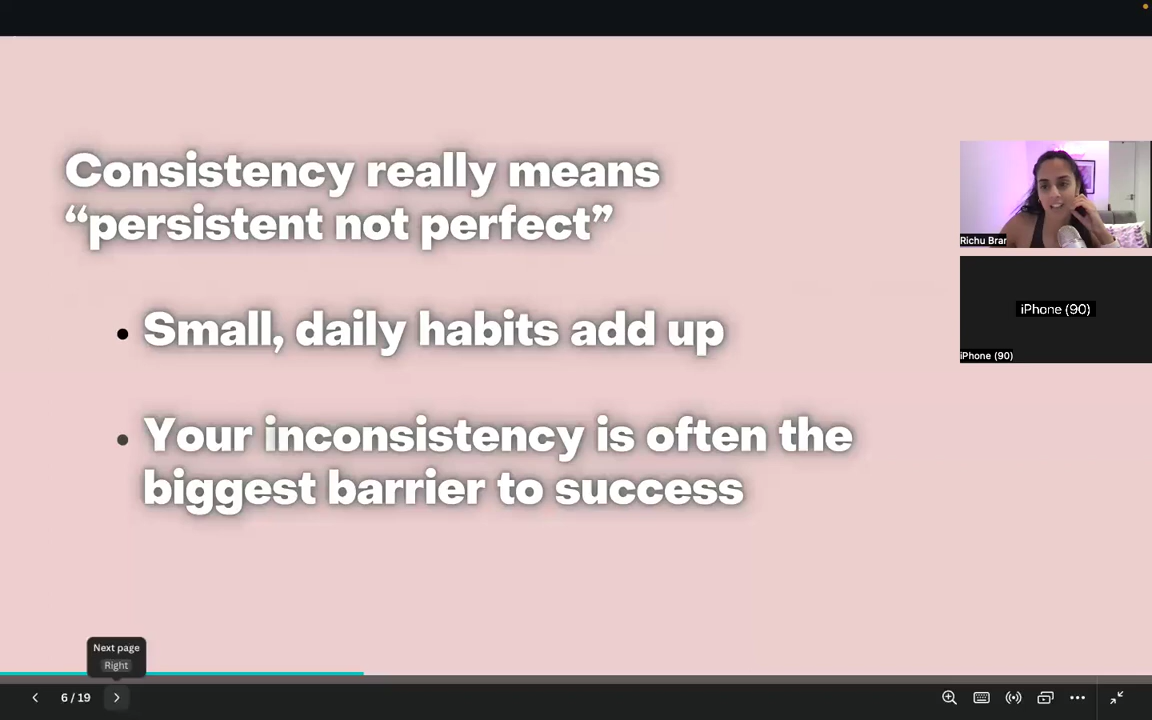 Consistency really means
“persistent not perfect”
Small, daily habits add up
Your inconsistency is often the
biggest barrier to success
Richu Brar
iPhone (90)
iPhone (90)
Next page
Right
6 / 19